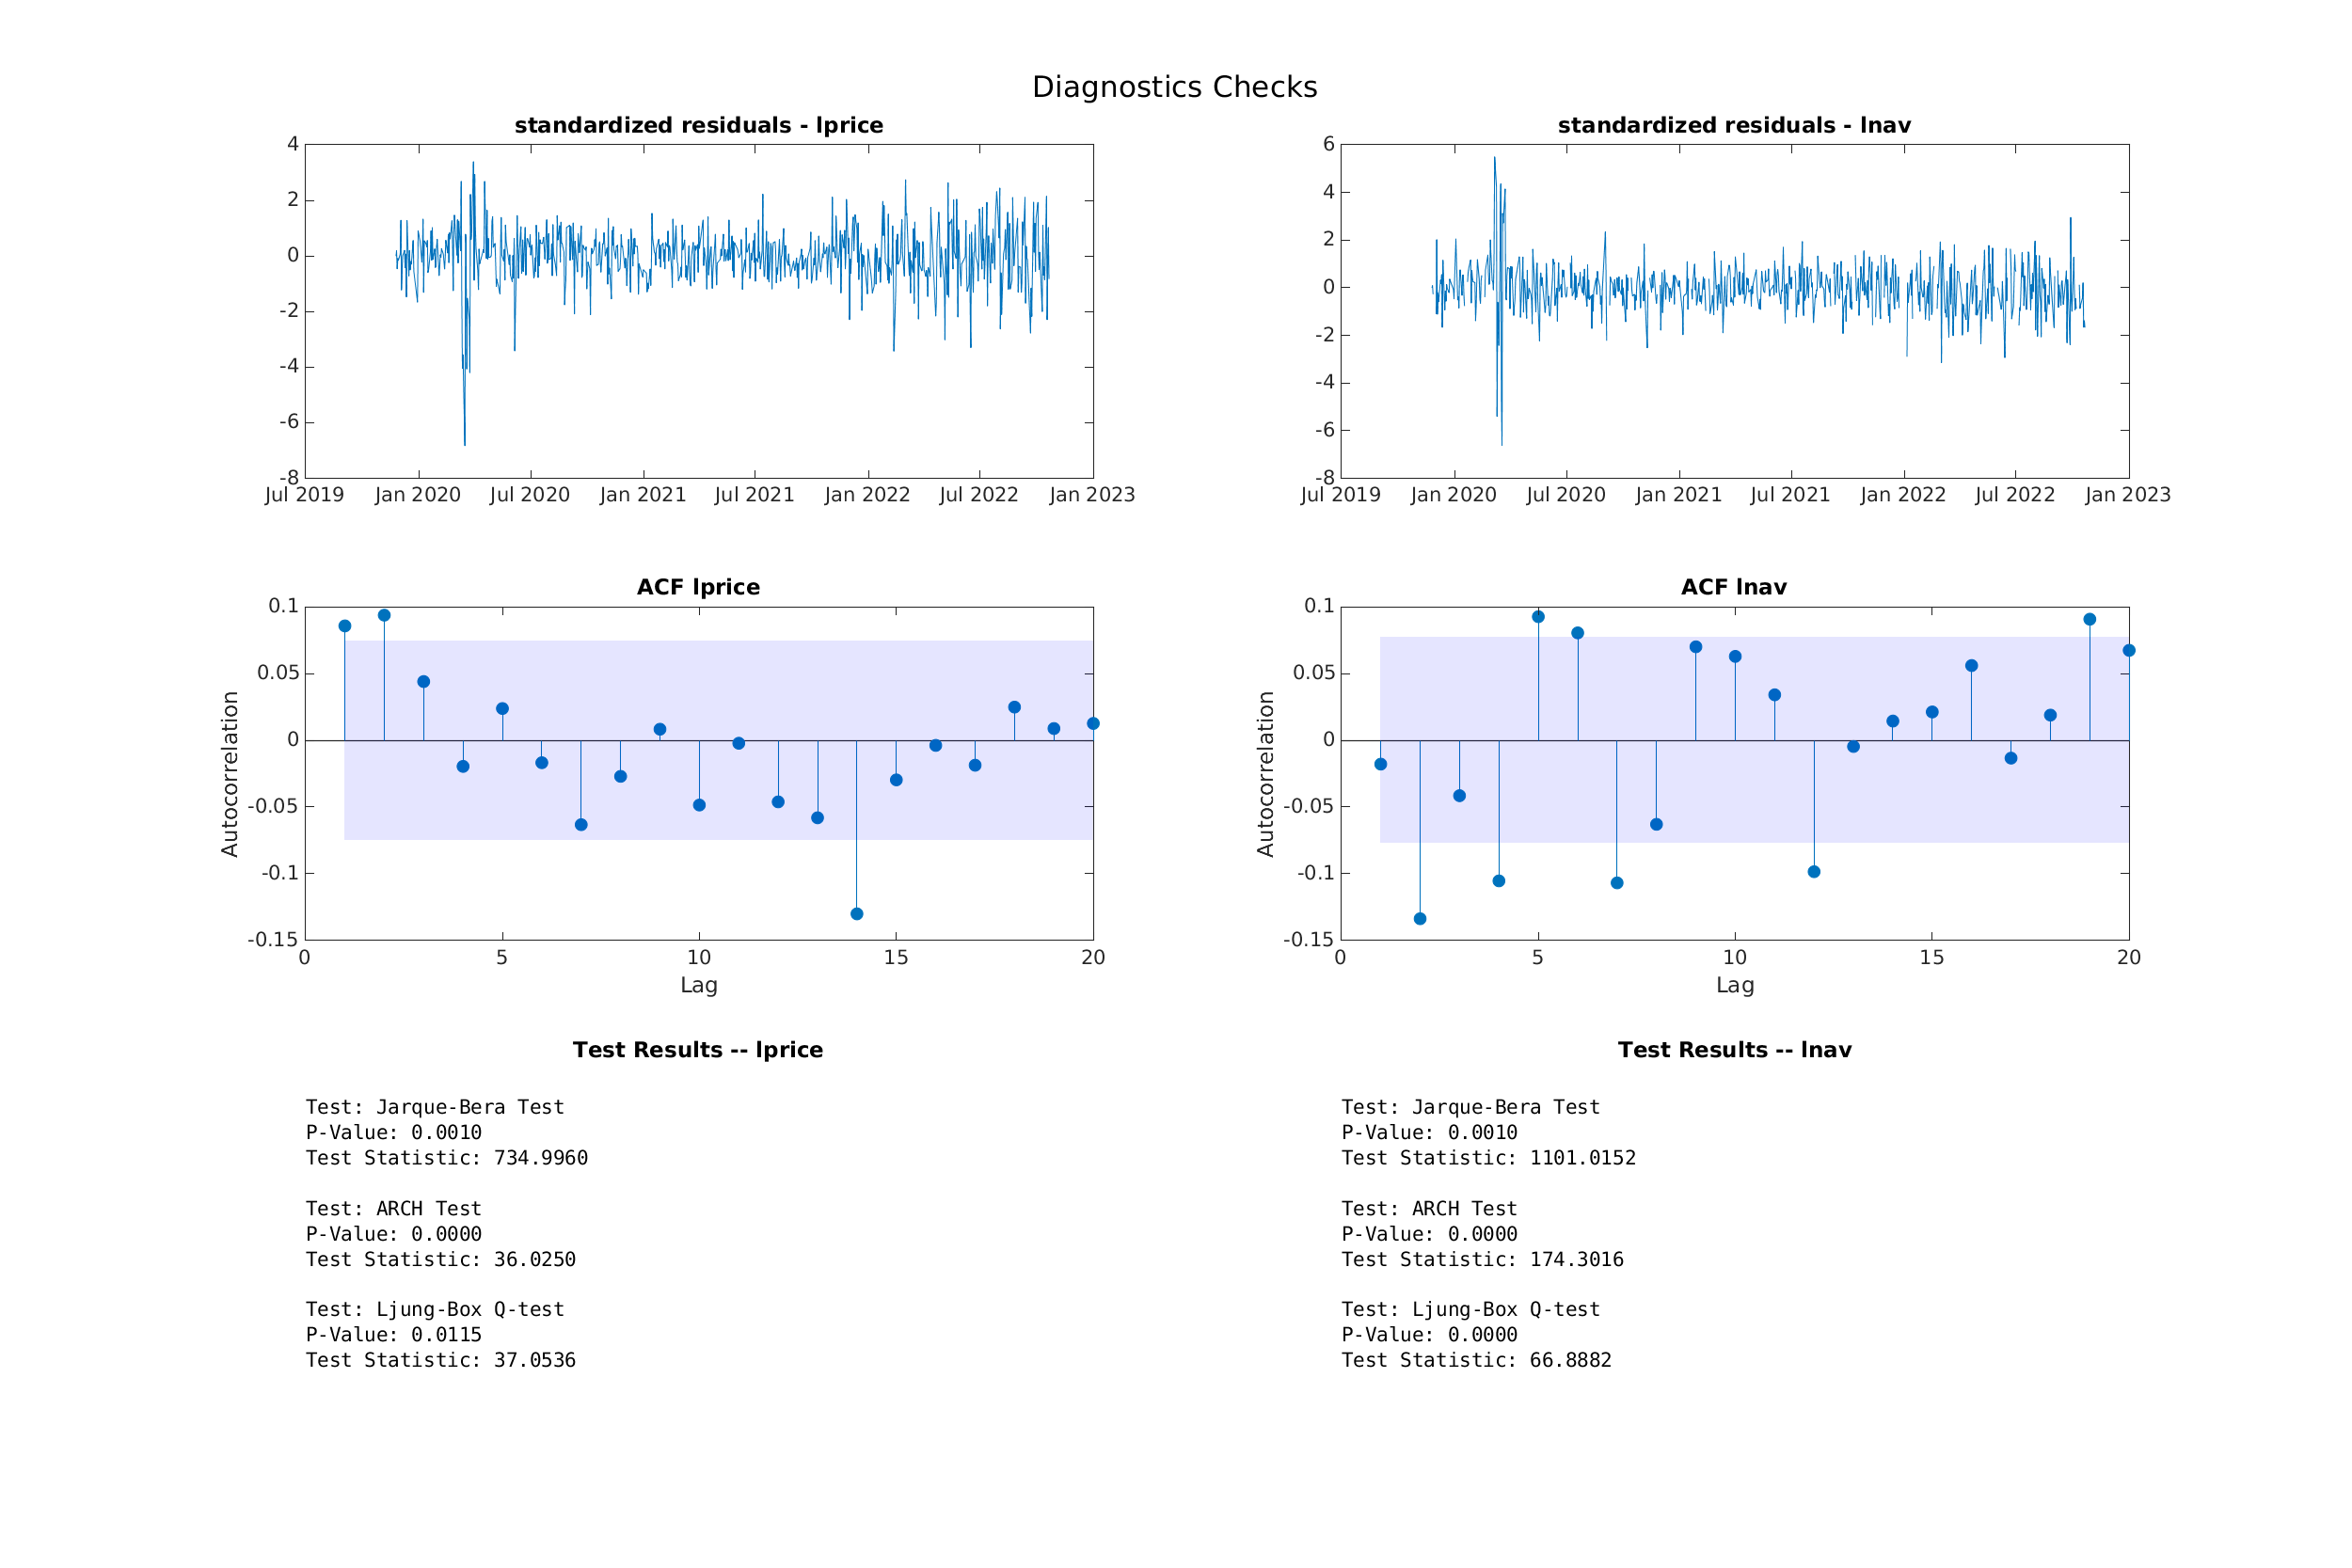 Diagnostics Checks
standardized residuals - lprice
4
2
0
-2
-4
-6
-8
Jul 2019 Jan 2020 Jul 2020 Jan 2021 Jul 2021 Jan 2022 Jul 2022 Jan 2023
standardized residuals - lnav
6
4
2
0
-2
-4
-6
-8
Jul 2019 Jan 2020 Jul 2020 Jan 2021 Jul 2021 Jan 2022 Jul 2022 Jan 2023
ACF lprice
Autocorrelation
0.1
0.05
0
-0.05
-0.1
-0.15
0 5 10 15 20
Lag
ACF lnav
Autocorrelation
0.1
0.05
0
-0.05
-0.1
-0.15
0 5 10 15 20
Lag
Test Results -- lprice
Test: Jarque-Bera Test
P-Value: 0.0010
Test Statistic: 734.9960
Test: ARCH Test
P-Value: 0.0000
Test Statistic: 36.0250
Test: Ljung-Box Q-test
P-Value: 0.0115
Test Statistic: 37.0536
Test Results -- lnav
Test: Jarque-Bera Test
P-Value: 0.0010
Test Statistic: 1101.0152
Test: ARCH Test
P-Value: 0.0000
Test Statistic: 174.3016
Test: Ljung-Box Q-test
P-Value: 0.0000
Test Statistic: 66.8882